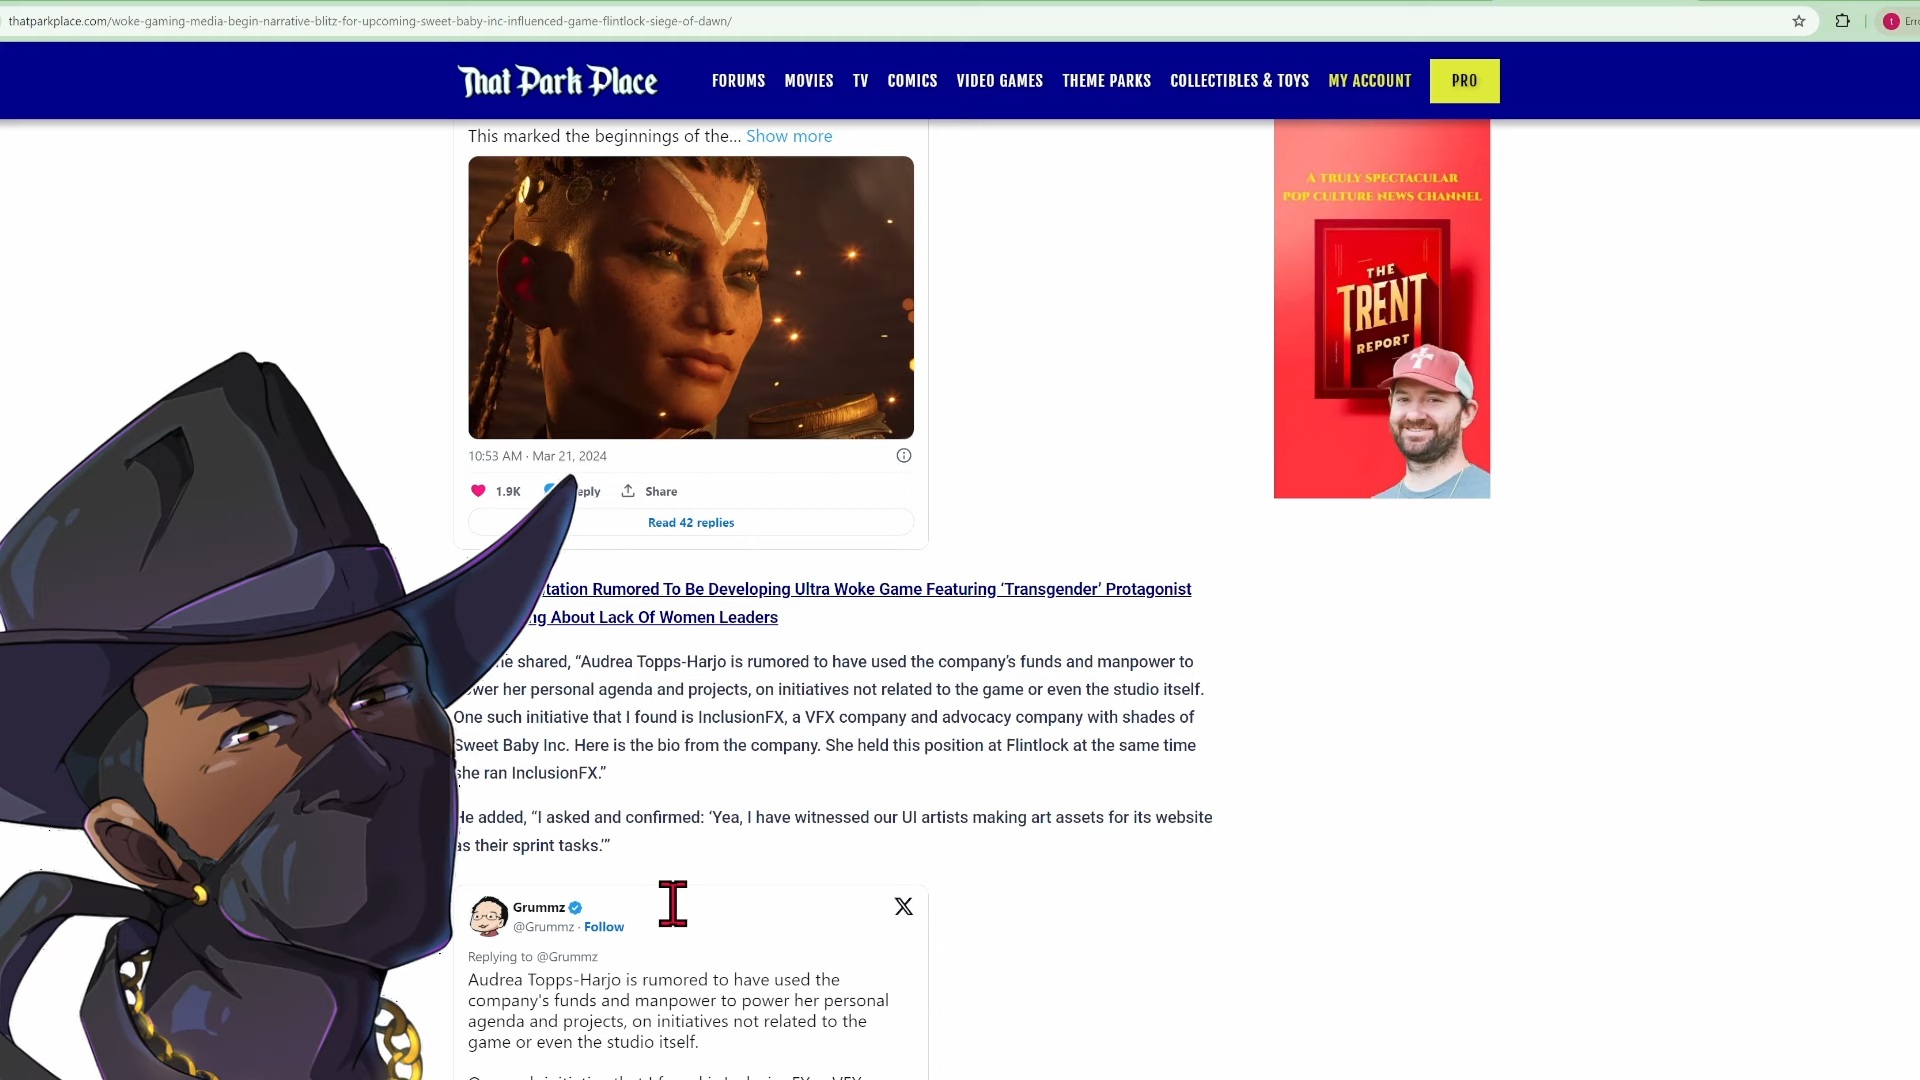 thatparkplace.com/woke-gaming-media-begin-narrative-blitz-for-upcoming-sweet-baby-inc-influenced-game-flintlock-siege-of-dawn/
t Erro
That Park Place
FORUMS MOVIES TV COMICS VIDEO GAMES THEME PARKS COLLECTIBLES & TOYS MY ACCOUNT PRO
This marked the beginnings of the... Show more
A TRULY SPECTACULAR
POP CULTURE NEWS CHANNEL
THE
TRENT
REPORT
10:53 AM · Mar 21, 2024
1.9K eply Share
Read 42 replies
tation Rumored To Be Developing Ultra Woke Game Featuring ‘Transgender’ Protagonist
ng About Lack Of Women Leaders
he shared, “Audrea Topps-Harjo is rumored to have used the company’s funds and manpower to
wer her personal agenda and projects, on initiatives not related to the game or even the studio itself.
One such initiative that I found is InclusionFX, a VFX company and advocacy company with shades of
Sweet Baby Inc. Here is the bio from the company. She held this position at Flintlock at the same time
she ran InclusionFX.”
He added, “I asked and confirmed: ‘Yea, I have witnessed our UI artists making art assets for its website
as their sprint tasks.’”
Grummz
@Grummz · Follow
Replying to @Grummz
Audrea Topps-Harjo is rumored to have used the
company's funds and manpower to power her personal
agenda and projects, on initiatives not related to the
game or even the studio itself.